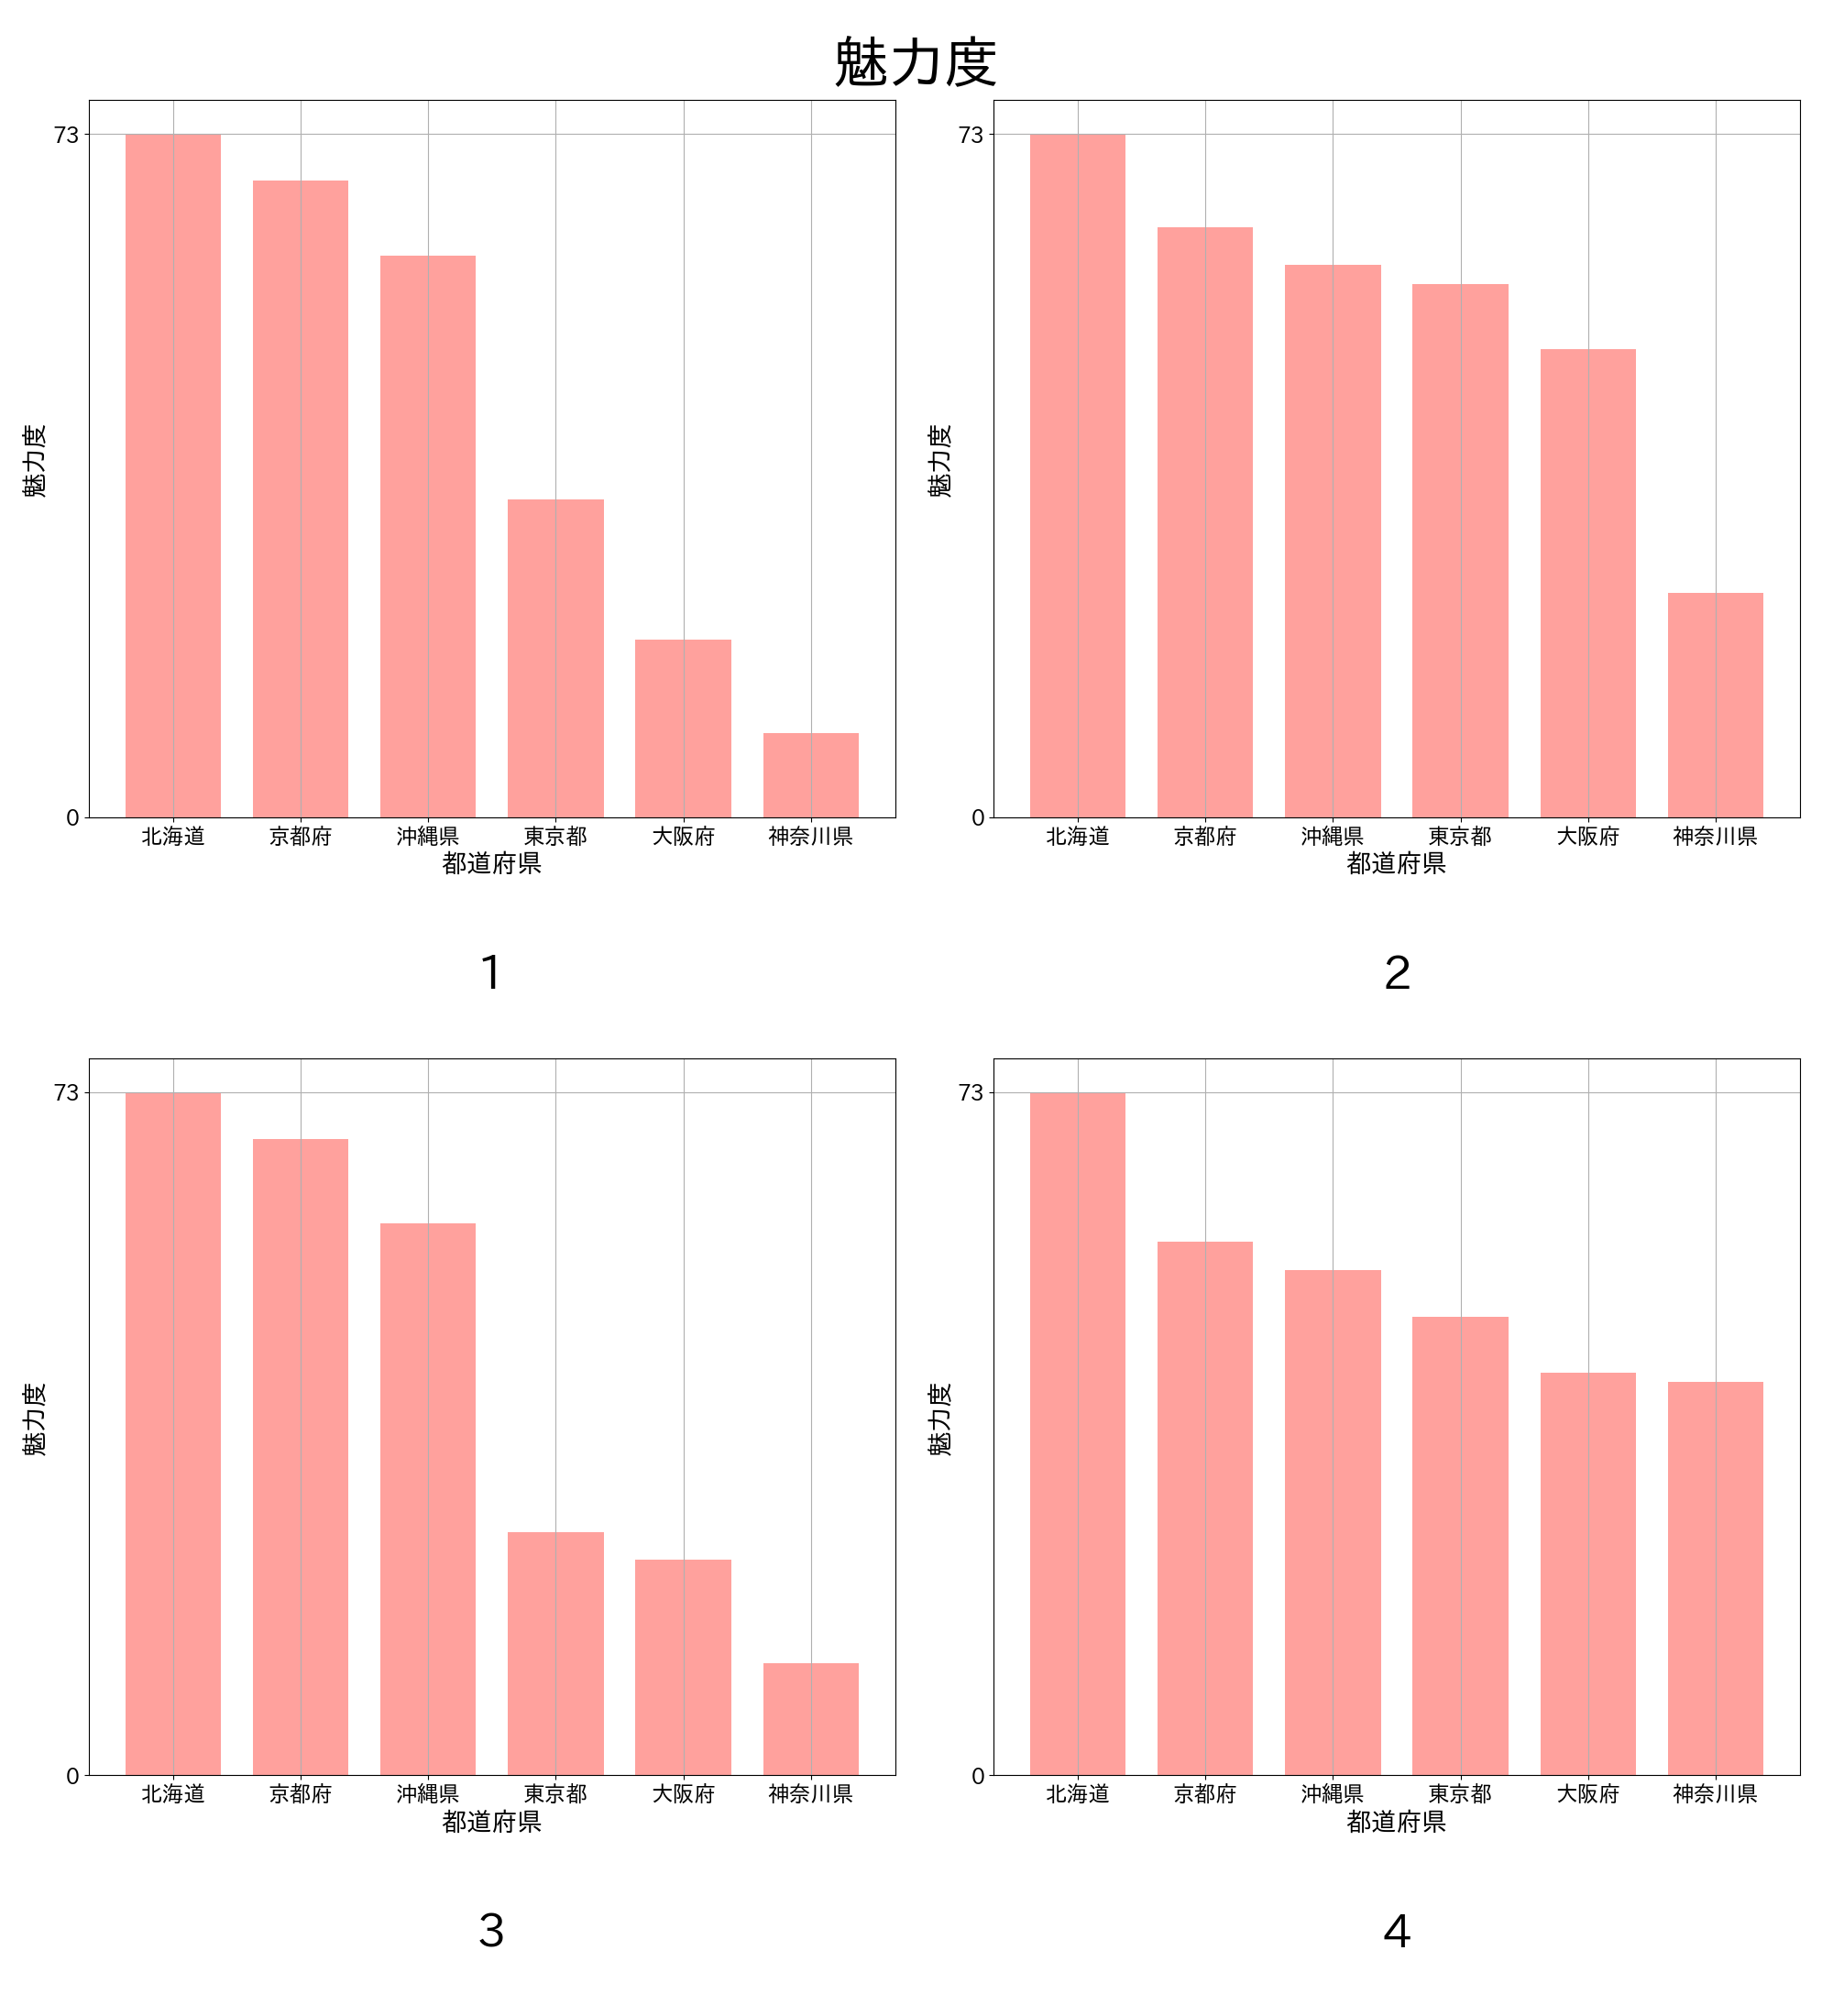 魅力度
73
0
魅力度
北海道 京都府 沖縄県 東京都 大阪府 神奈川県
都道府県
1
73
0
魅力度
北海道 京都府 沖縄県 東京都 大阪府 神奈川県
都道府県
2
73
0
魅力度
北海道 京都府 沖縄県 東京都 大阪府 神奈川県
都道府県
3
73
0
魅力度
北海道 京都府 沖縄県 東京都 大阪府 神奈川県
都道府県
4